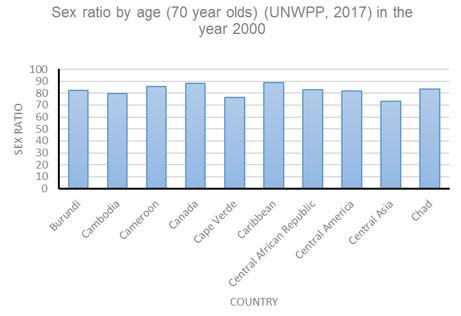 Sex ratio by age (70 year olds) (UNWPP, 2017) in the
year 2000
SEX RATIO
100
90
80
70
60
50
40
30
20
10
0
Burundi
Cambodia
Cameroon
Canada
Cape Verde
Caribbean
Central African Republic
Central America
Central Asia
Chad
COUNTRY